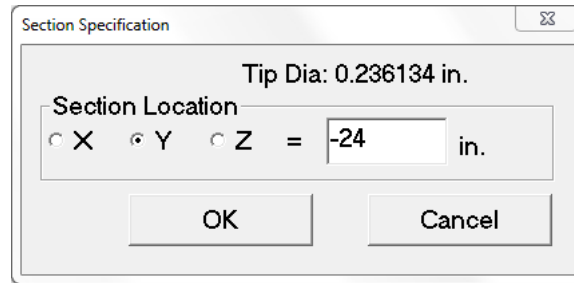 Section Specification
Tip Dia: 0.236134 in.
Section Location
X Y Z = -24 in.
OK Cancel